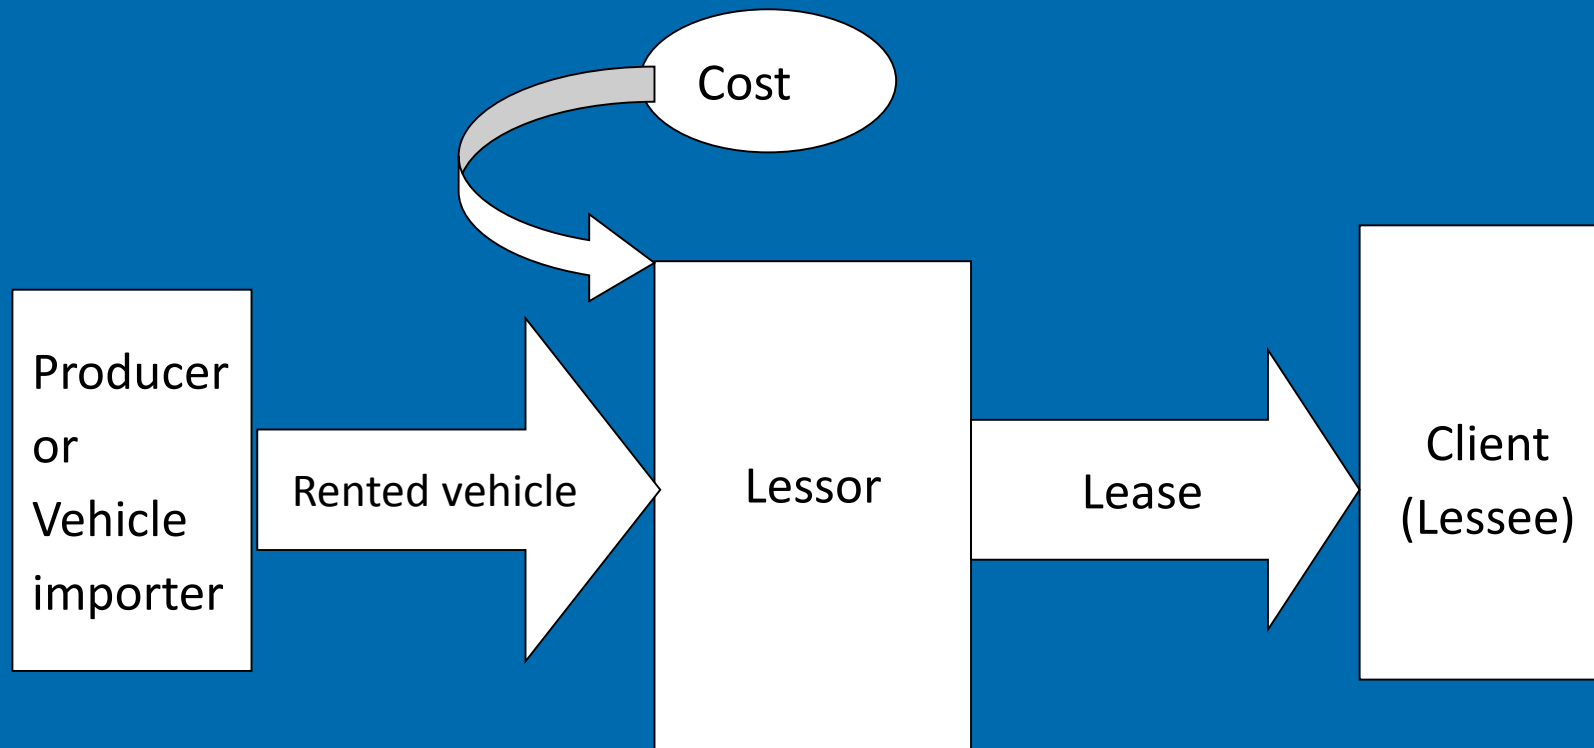 Cost
Producer
or
Vehicle
importer
Rented vehicle
Lessor
Lease
Client
(Lessee)